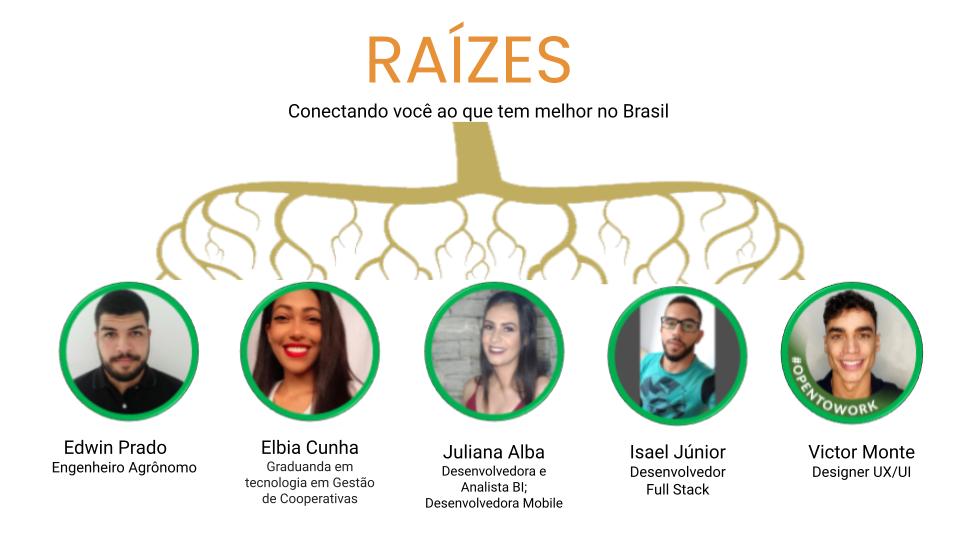 RAÍZES
Conectando você ao que tem melhor no Brasil
#OPENTOWORK
Edwin Prado
Engenheiro Agrônomo
Elbia Cunha
Graduanda em
tecnologia em Gestão
de Cooperativas
Juliana Alba
Desenvolvedora e
Analista BI;
Desenvolvedora Mobile
Isael Júnior
Desenvolvedor
Full Stack
Victor Monte
Designer UX/UI